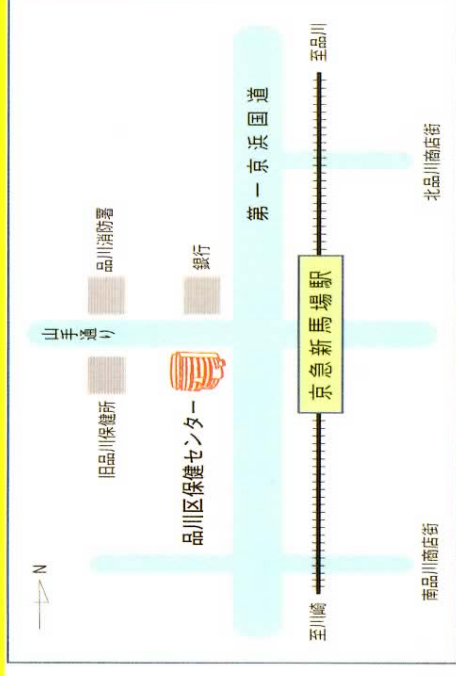 N
山手通り
旧品川保健所
品川消防署
品川区保健センター
銀行
第一京浜国道
至川崎
京急新馬場駅
至品川
南品川商店街
北品川商店街